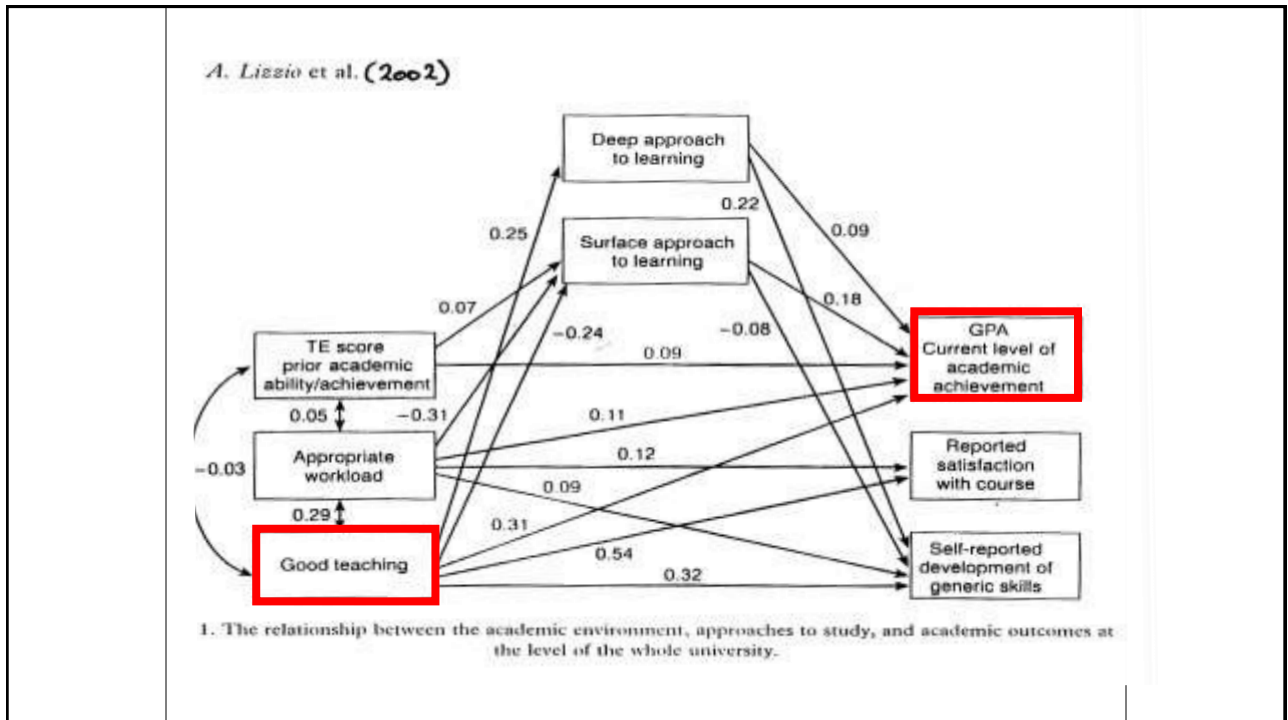 A. Lizzio et al. (2002)
Deep approach
to learning
0.22
0.25
0.09
Surface approach
to learning
0.07
0.18
-0.24
-0.08
GPA
Current level of
academic
achievement
TE score
prior academic
ability/achievement
0.09
0.05
-0.31
0.11
Appropriate
workload
0.12
Reported
satisfaction
with course
-0.03
0.09
0.29
0.31
Good teaching
0.54
0.32
Self-reported
development of
generic skills
1. The relationship between the academic environment, approaches to study, and academic outcomes at
the level of the whole university.